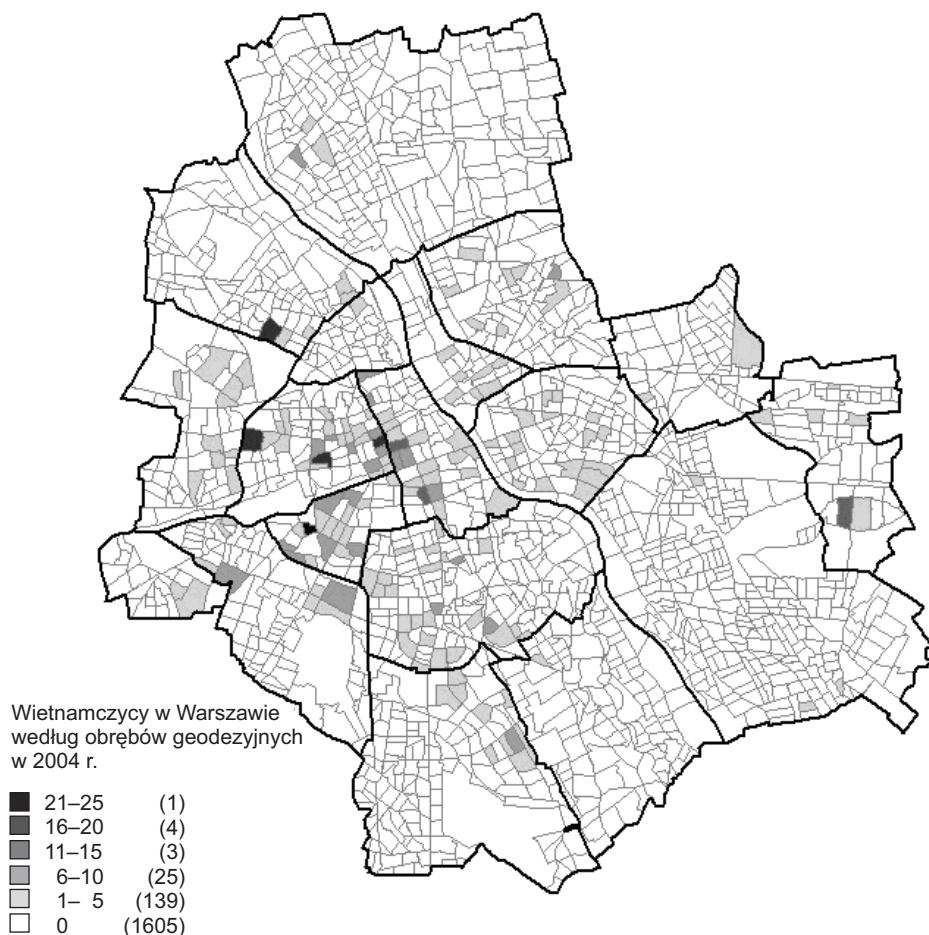 Wietnamczycy w Warszawie
według obrębów geodezyjnych
w 2004 r.
21–25 (1)
16–20 (4)
11–15 (3)
6–10 (25)
1– 5 (139)
0 (1605)